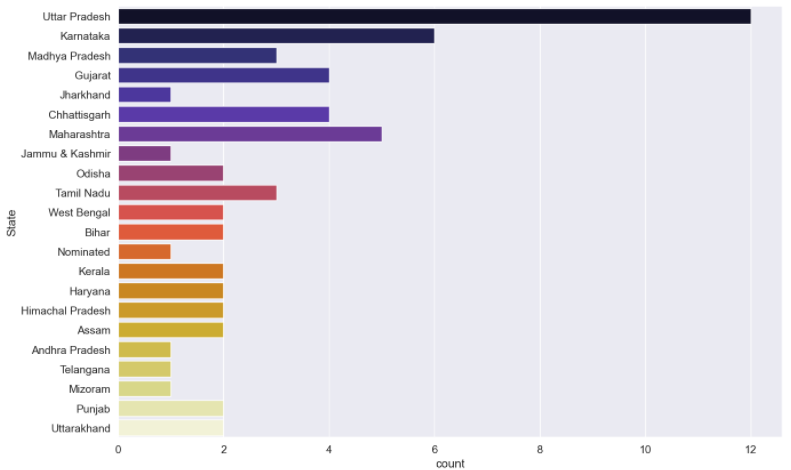 State
Uttar Pradesh
Karnataka
Madhya Pradesh
Gujarat
Jharkhand
Chhattisgarh
Maharashtra
Jammu & Kashmir
Odisha
Tamil Nadu
West Bengal
Bihar
Nominated
Kerala
Haryana
Himachal Pradesh
Assam
Andhra Pradesh
Telangana
Mizoram
Punjab
Uttarakhand
0 2 4 6 8 10 12
count